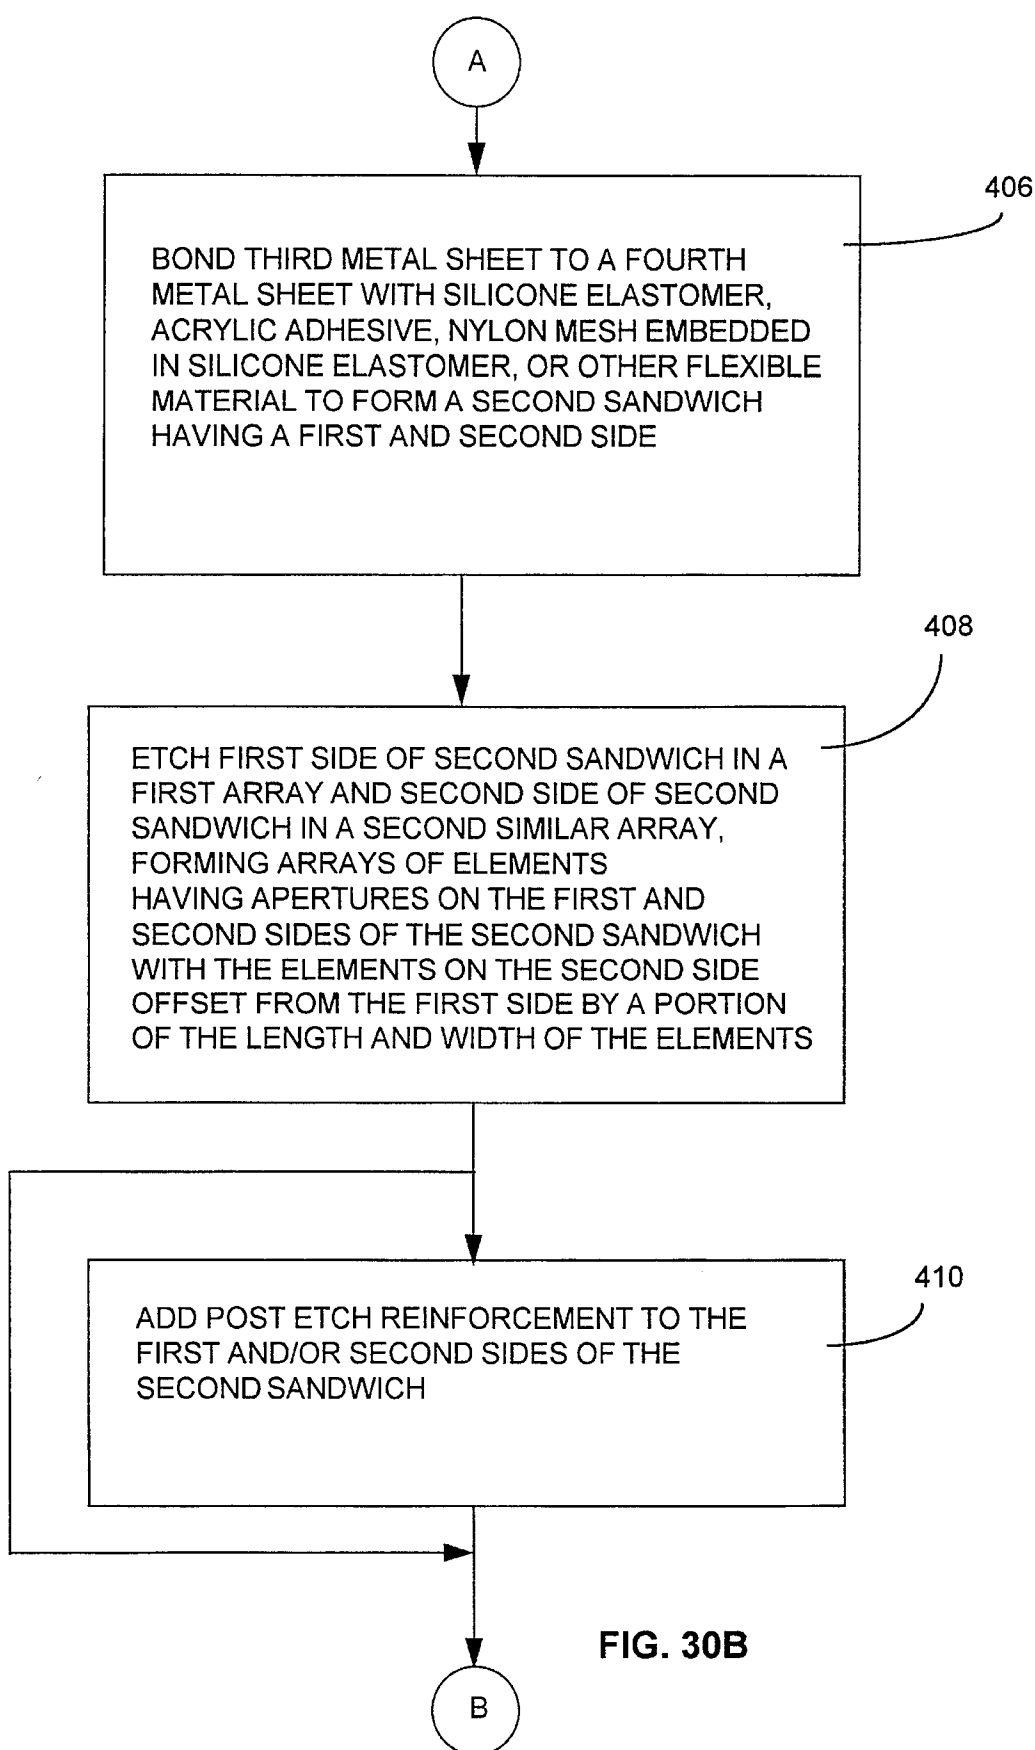 A
406
BOND THIRD METAL SHEET TO A FOURTH
METAL SHEET WITH SILICONE ELASTOMER,
ACRYLIC ADHESIVE, NYLON MESH EMBEDDED
IN SILICONE ELASTOMER, OR OTHER FLEXIBLE
MATERIAL TO FORM A SECOND SANDWICH
HAVING A FIRST AND SECOND SIDE
408
ETCH FIRST SIDE OF SECOND SANDWICH IN A
FIRST ARRAY AND SECOND SIDE OF SECOND
SANDWICH IN A SECOND SIMILAR ARRAY,
FORMING ARRAYS OF ELEMENTS
HAVING APERTURES ON THE FIRST AND
SECOND SIDES OF THE SECOND SANDWICH
WITH THE ELEMENTS ON THE SECOND SIDE
OFFSET FROM THE FIRST SIDE BY A PORTION
OF THE LENGTH AND WIDTH OF THE ELEMENTS
410
ADD POST ETCH REINFORCEMENT TO THE
FIRST AND/OR SECOND SIDES OF THE
SECOND SANDWICH
FIG. 30B
B